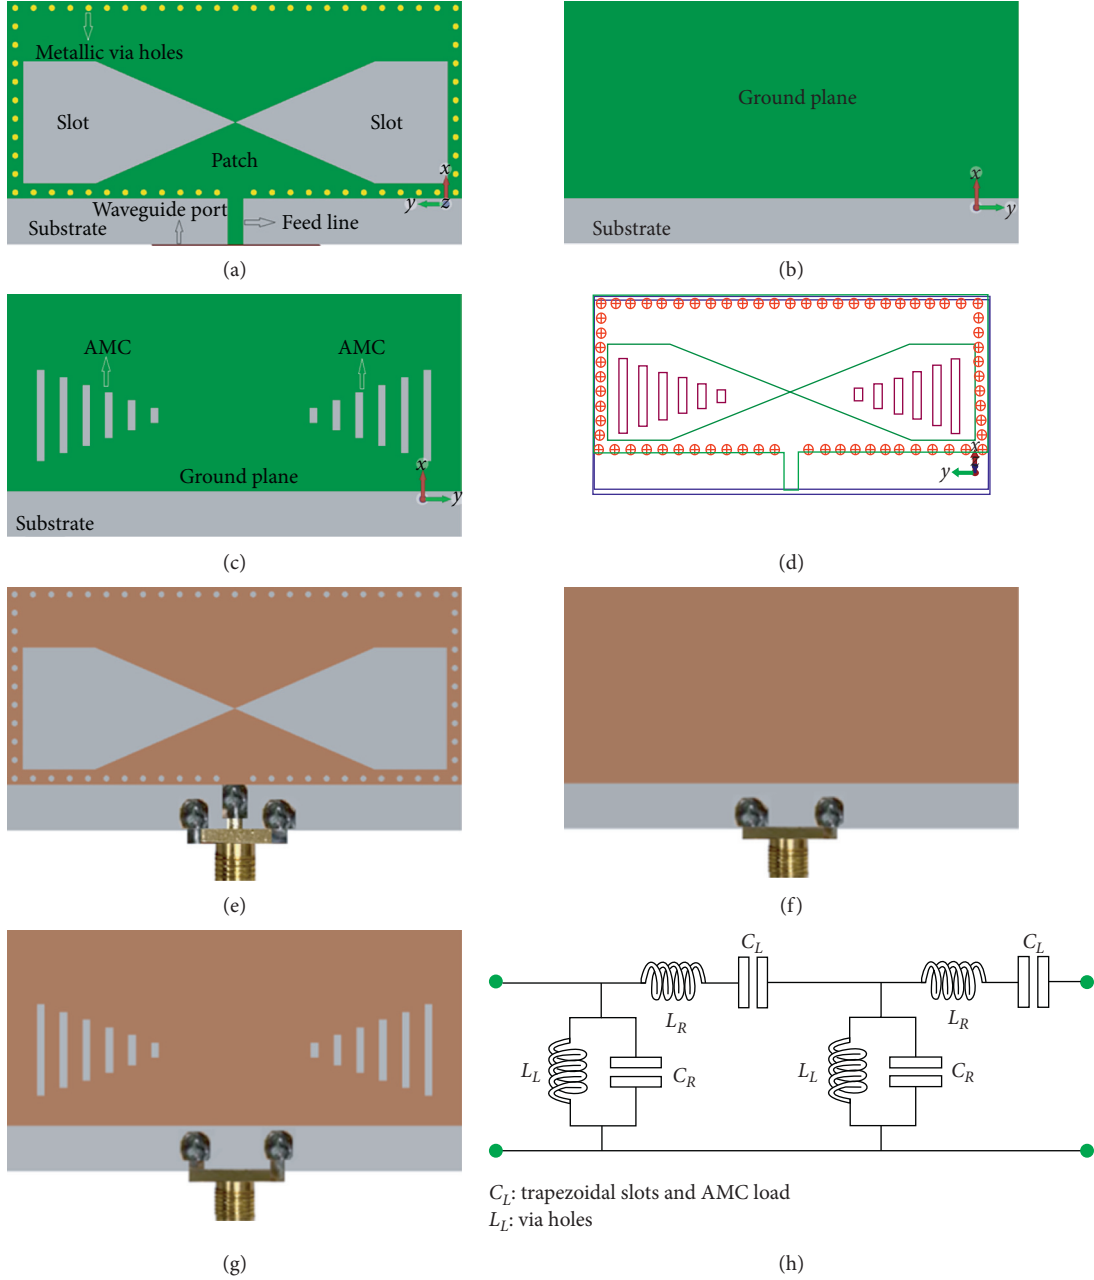 Metallic via holes
Slot
Slot
Patch
x
y
z
Waveguide port
Feed line
Substrate
(a)
Ground plane
x
y
Substrate
(b)
AMC
AMC
Ground plane
x
y
Substrate
(c)
x
y
(d)
(e)
(f)
(g)
C_L
C_L
L_R
L_R
L_L
C_R
L_L
C_R
C_L: trapezoidal slots and AMC load
L_L: via holes
(h)